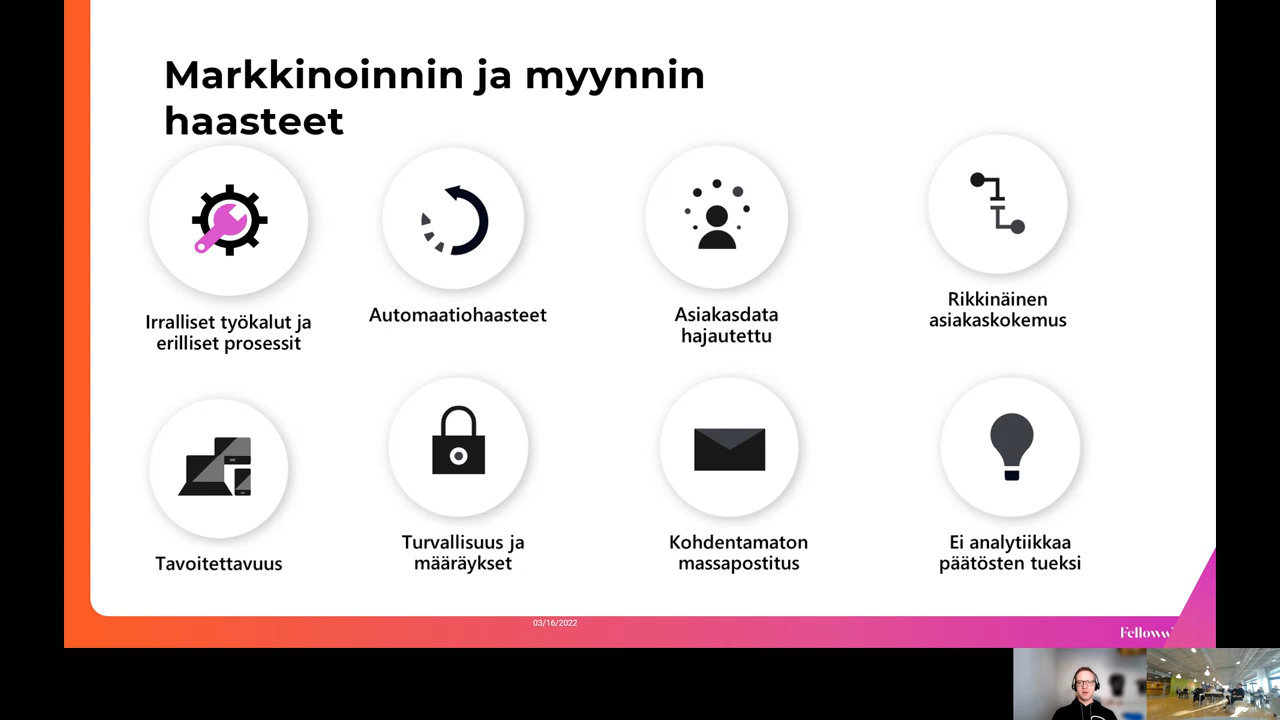 Markkinoinnin ja myynnin
haasteet
Irralliset työkalut ja
erilliset prosessit
Automaatiohaasteet
Asiakasdata
hajautettu
Rikkinäinen
asiakaskokemus
Tavoitettavuus
Turvallisuus ja
määräykset
Kohdentamaton
massapostitus
Ei analytiikkaa
päätösten tueksi
03/16/2022